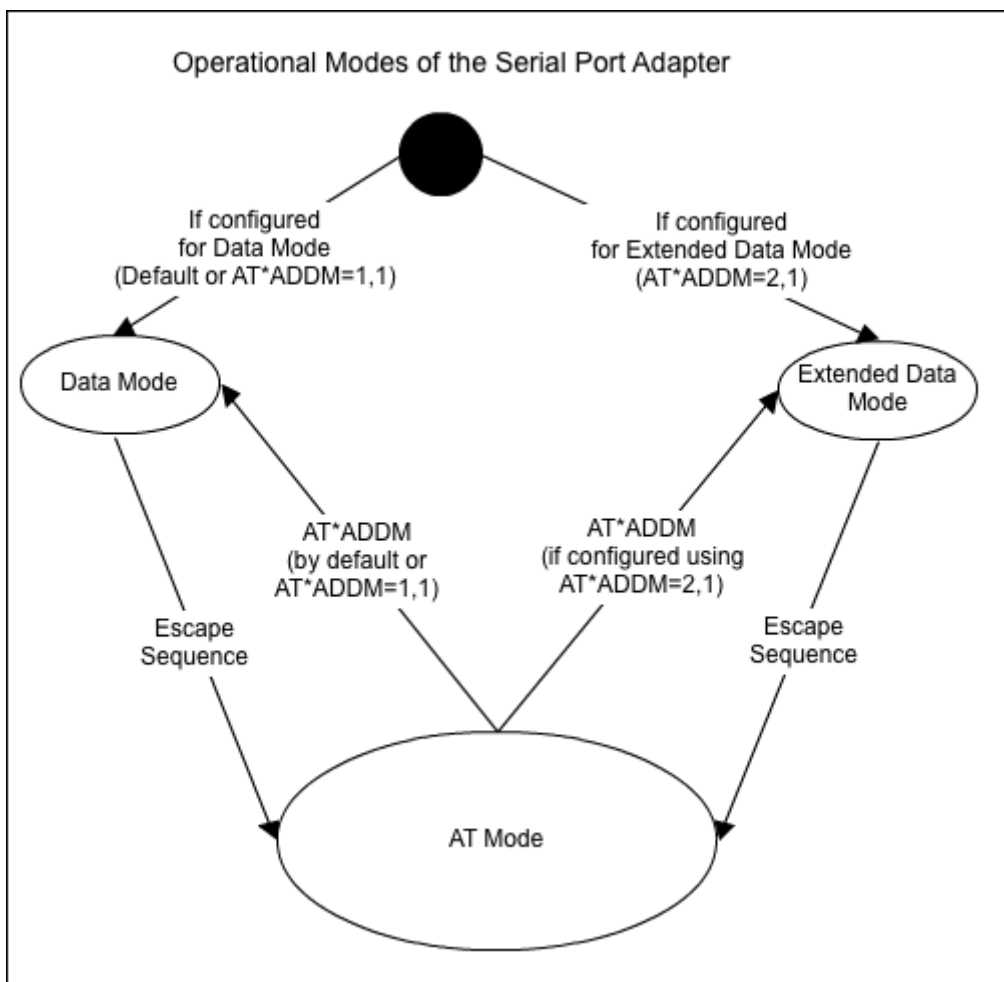 Operational Modes of the Serial Port Adapter
If configured
for Data Mode
(Default or AT*ADDM=1,1)
If configured
for Extended Data Mode
(AT*ADDM=2,1)
Data Mode
Extended Data
Mode
AT*ADDM
(by default or
AT*ADDM=1,1)
AT*ADDM
(if configured using
AT*ADDM=2,1)
Escape
Sequence
Escape
Sequence
AT Mode